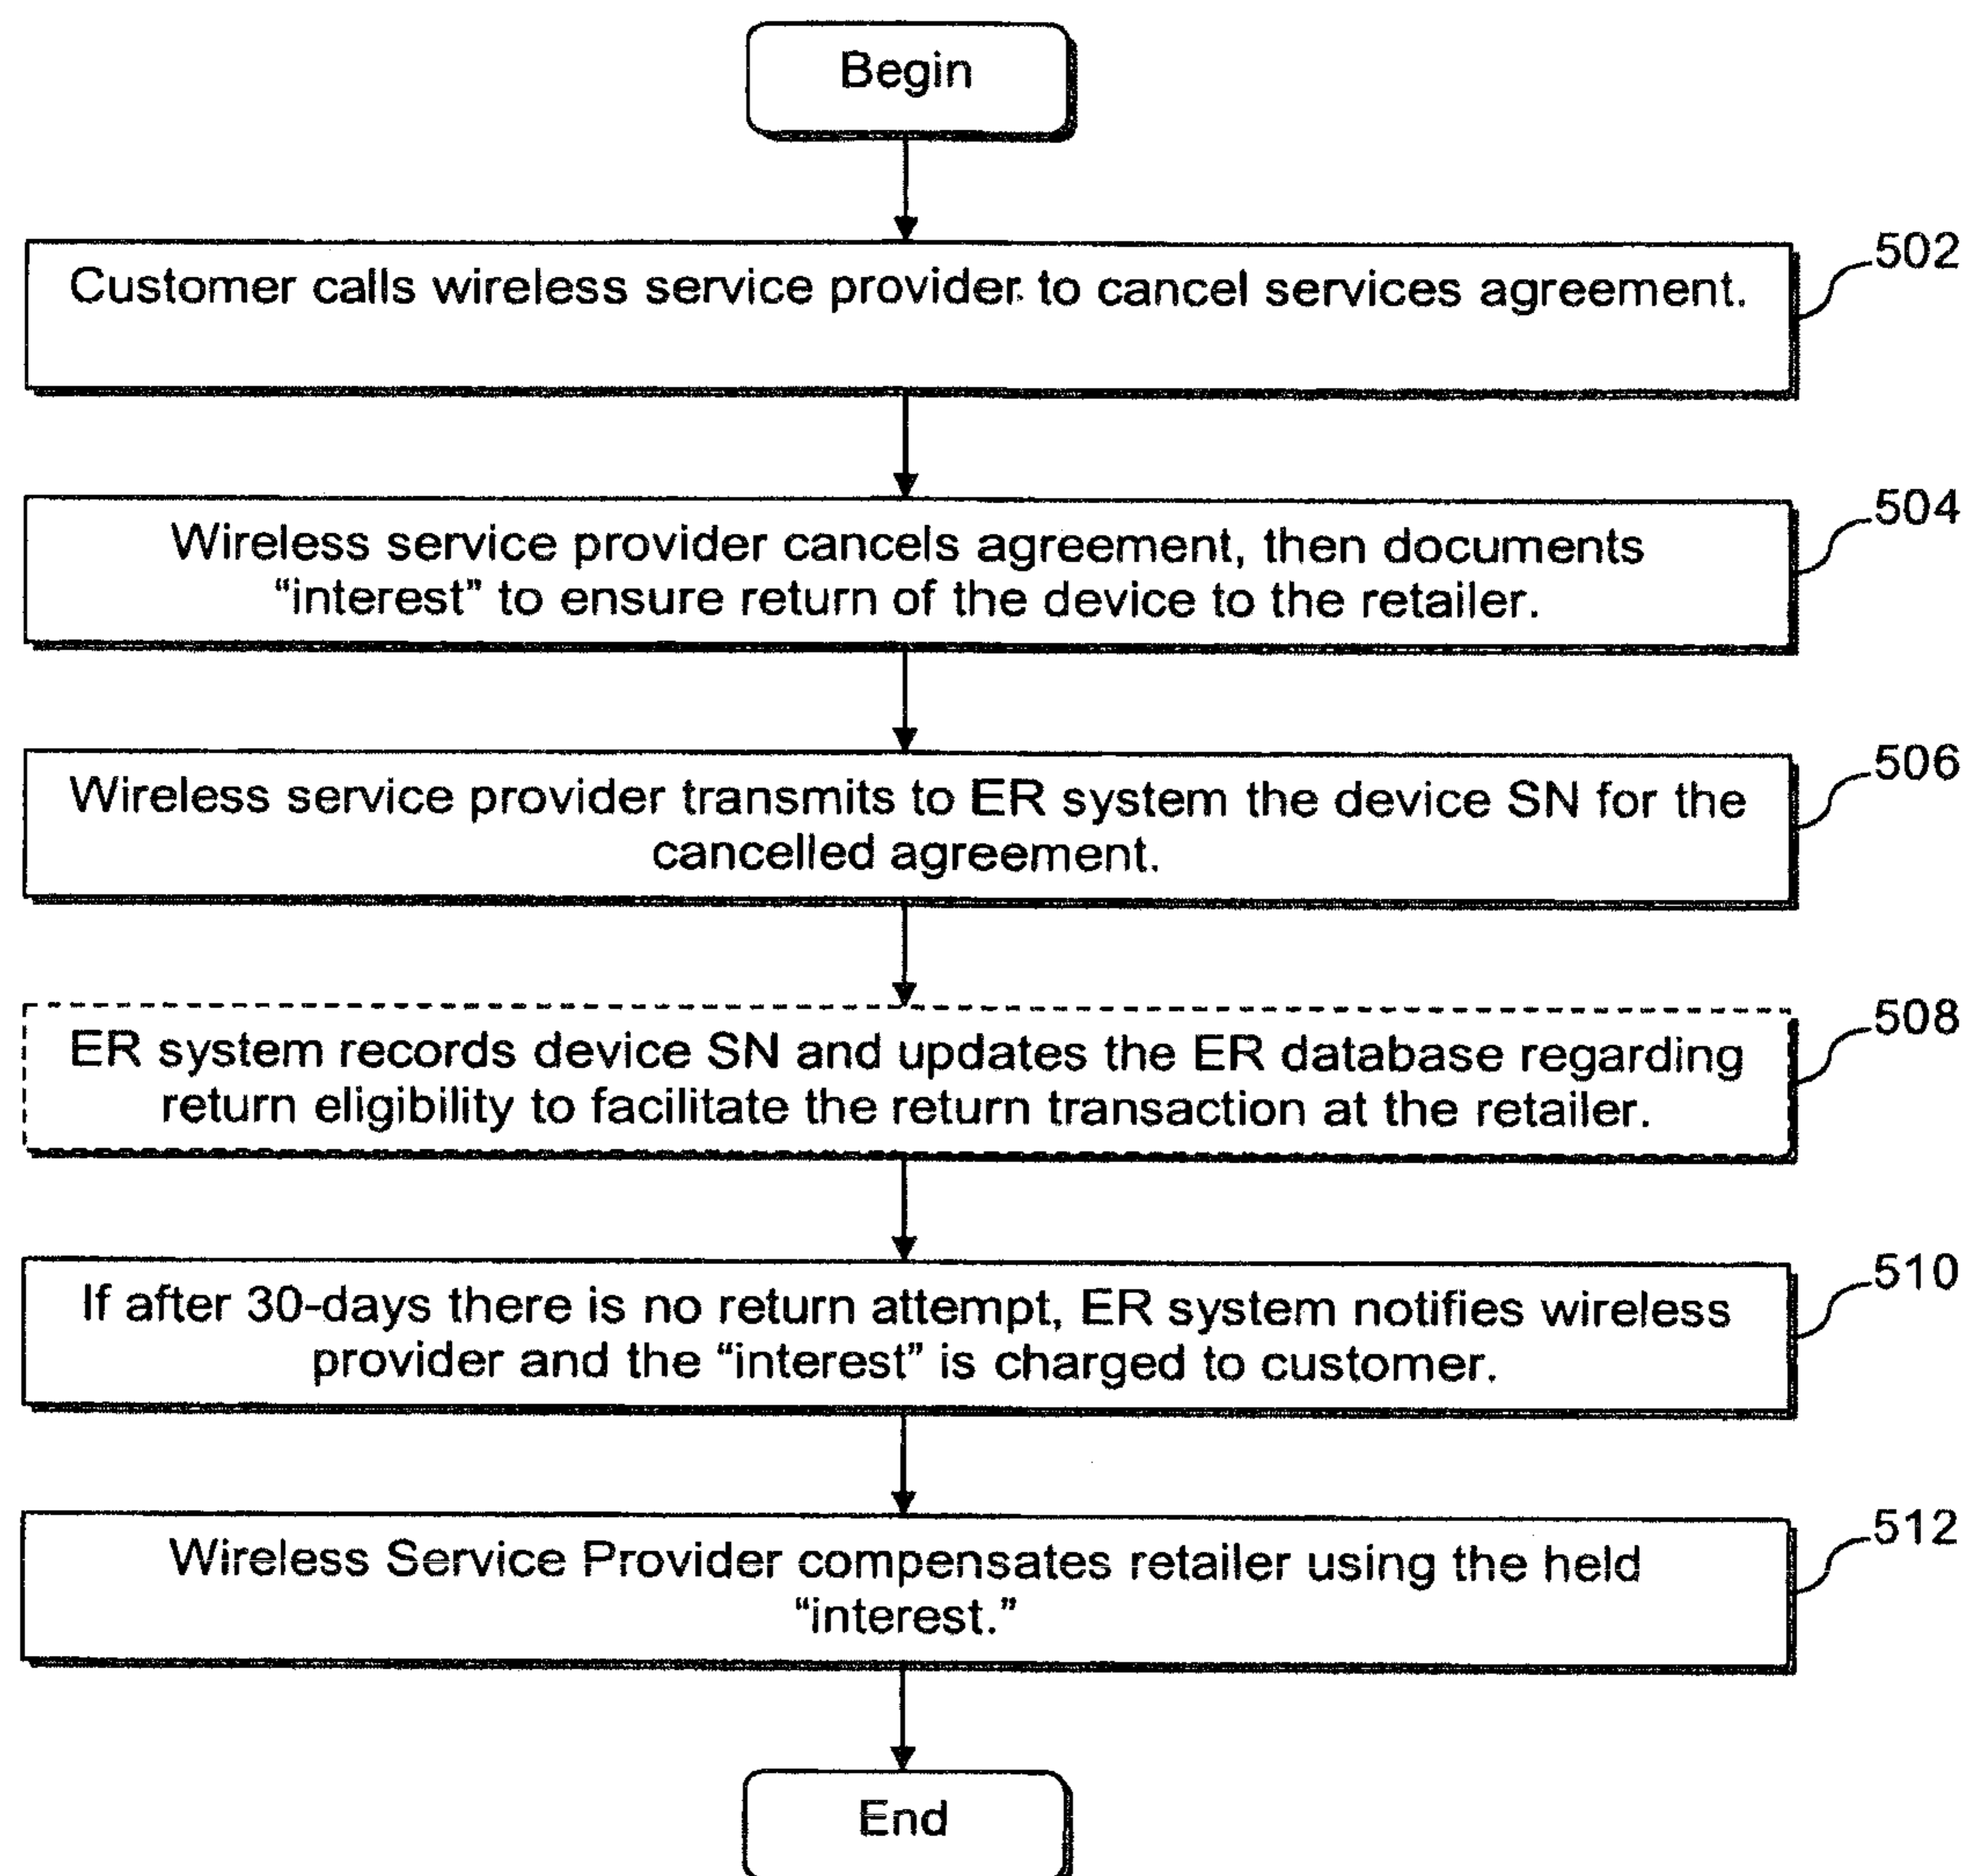 Begin
Customer calls wireless service provider to cancel services agreement.
502
Wireless service provider cancels agreement, then documents
“interest” to ensure return of the device to the retailer.
504
Wireless service provider transmits to ER system the device SN for the
cancelled agreement.
506
ER system records device SN and updates the ER database regarding
return eligibility to facilitate the return transaction at the retailer.
508
If after 30-days there is no return attempt, ER system notifies wireless
provider and the “interest” is charged to customer.
510
Wireless Service Provider compensates retailer using the held
“interest.”
512
End